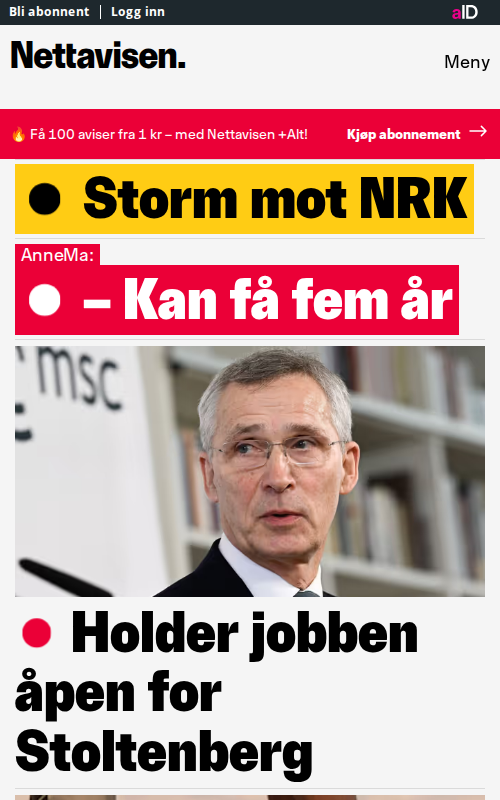 Bli abonnent | Logg inn
aID
Nettavisen.
Meny
🔥 Få 100 aviser fra 1 kr – med Nettavisen +Alt!
Kjøp abonnement →
Storm mot NRK
AnneMa:
– Kan få fem år
msc
Holder jobben
åpen for
Stoltenberg